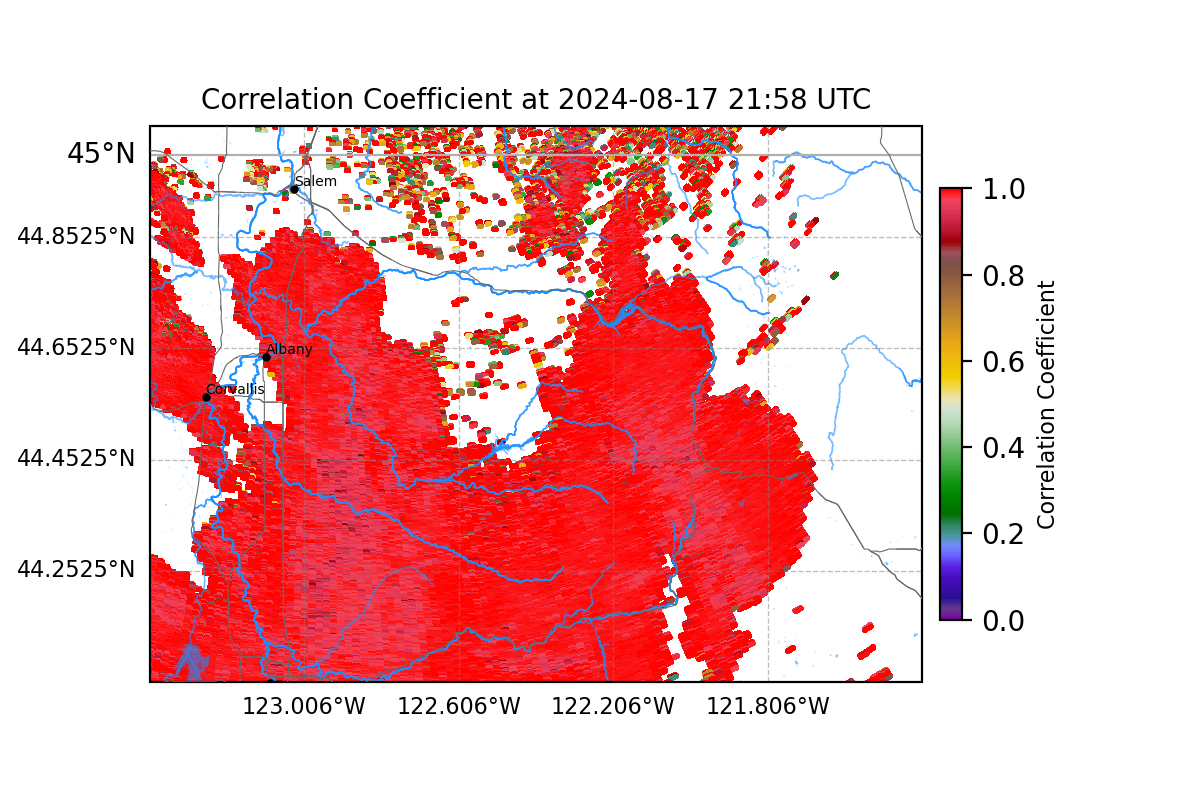 Correlation Coefficient at 2024-08-17 21:58 UTC
45°N
44.8525°N
44.6525°N
44.4525°N
44.2525°N
123.006°W
122.606°W
122.206°W
121.806°W
Salem
Albany
Corvallis
1.0
0.8
0.6
0.4
0.2
0.0
Correlation Coefficient